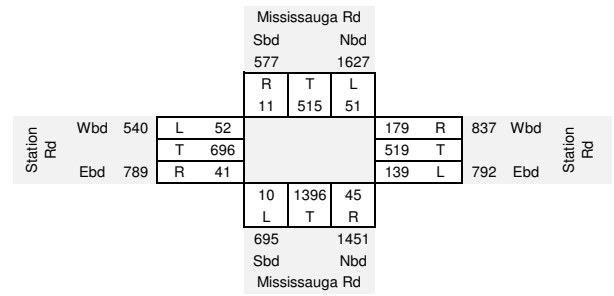 Mississauga Rd
Sbd Nbd
577 1627
R T L
11 515 51
Station Rd
Wbd 540 L 52 179 R 837 Wbd
T 696 519 T
Ebd 789 R 41 139 L 792 Ebd
Station Rd
10 1396 45
L T R
695 1451
Sbd Nbd
Mississauga Rd